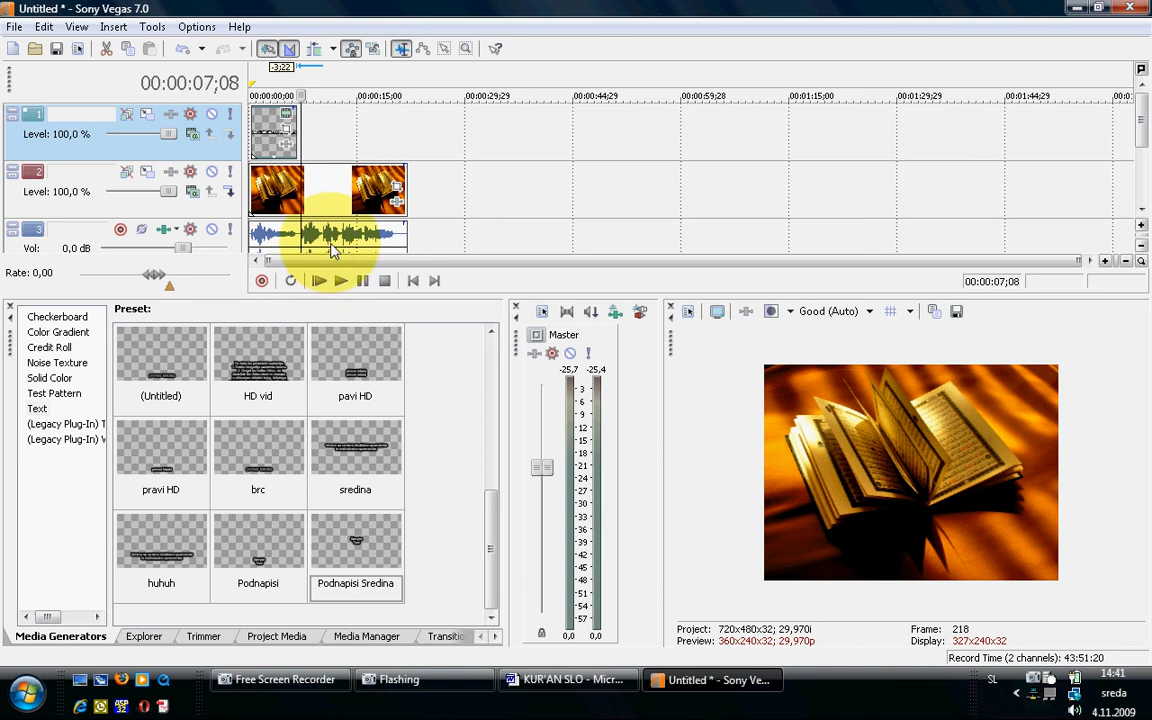 Untitled * - Sony Vegas 7.0
File Edit View Insert Tools Options Help
-3;22
00:00:07;08
00:00:00;00 00:00:15;00 00:00:29;29 00:00:44;29 00:00:59;28 00:01:15;00 00:01:29;29 00:01:44;29 00:0
1
Level: 100,0 %
2
Level: 100,0 %
3
Vol: 0,0 dB
Rate: 0,00
00:00:07;08
Checkerboard
Color Gradient
Credit Roll
Noise Texture
Solid Color
Test Pattern
Text
(Legacy Plug-In) T
(Legacy Plug-In) V
Preset:
(Untitled) HD vid pavi HD
pravi HD brc sredina
huhuh Podnapisi Podnapisi Sredina
Media Generators Explorer Trimmer Project Media Media Manager Transitio
Master
-25,7 -25,4
3
6
9
12
15
18
21
24
27
30
33
36
39
42
45
48
51
54
57
0,0 0,0
Good (Auto)
Project: 720x480x32; 29,970i
Preview: 360x240x32; 29,970p
Frame: 218
Display: 327x240x32
Record Time (2 channels): 43:51:20
Free Screen Recorder Flashing KUR'AN SLO - Micr... Untitled * - Sony Ve...
SL
14:41
sreda
4.11.2009